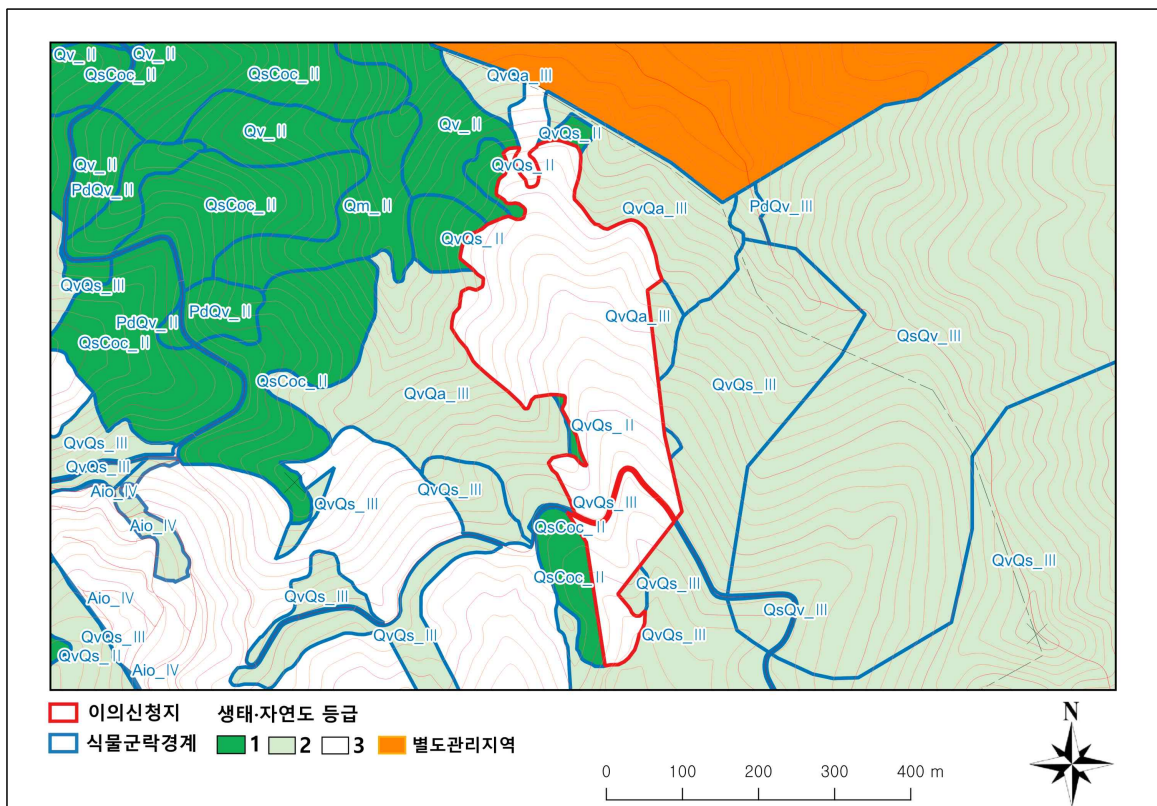 Qv_Ⅱ
Qv_Ⅱ
QsCoc_Ⅱ
QsCoc_Ⅱ
QvQa_Ⅲ
Qv_Ⅱ
Qv_Ⅱ
QvQs_Ⅱ
Qv_Ⅱ
QvQs_Ⅱ
PdQv_Ⅱ
QsCoc_Ⅱ
Qm_Ⅱ
QvQa_Ⅲ
PdQv_Ⅲ
QvQs_Ⅱ
QvQs_Ⅲ
PdQv_Ⅱ
PdQv_Ⅱ
QvQa_Ⅲ
QsQv_Ⅲ
QsCoc_Ⅱ
QsCoc_Ⅱ
QvQa_Ⅲ
QvQs_Ⅲ
QvQs_Ⅱ
QvQs_Ⅲ
QvQs_Ⅲ
QvQs_Ⅲ
Aio_Ⅳ
QvQs_Ⅲ
QvQs_Ⅲ
Aio_Ⅳ
QsCoc_Ⅱ
QvQs_Ⅲ
QsCoc_Ⅱ
QvQs_Ⅲ
Aio_Ⅳ
QvQs_Ⅲ
QsQv_Ⅲ
QvQs_Ⅲ
QvQs_Ⅲ
QvQs_Ⅲ
QvQs_Ⅱ
Aio_Ⅳ
이의신청지 생태·자연도 등급
식물군락경계 1 2 3 별도관리지역
N
0 100 200 300 400 m